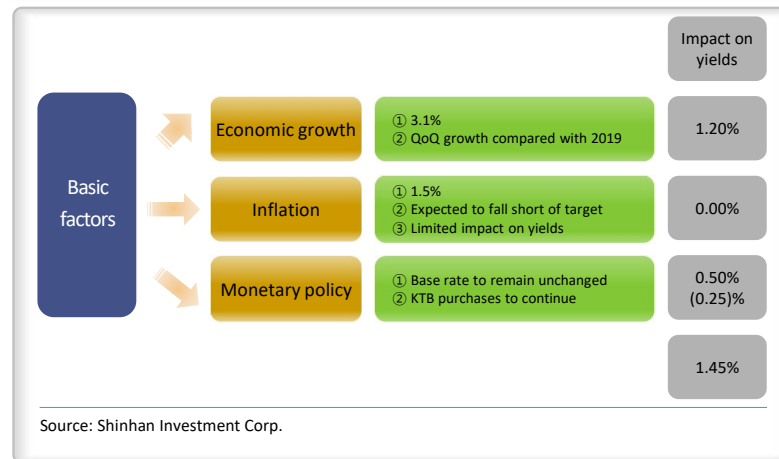 Impact on
yields
Basic
factors
Economic growth
① 3.1%
② QoQ growth compared with 2019
1.20%
Inflation
① 1.5%
② Expected to fall short of target
③ Limited impact on yields
0.00%
Monetary policy
① Base rate to remain unchanged
② KTB purchases to continue
0.50%
(0.25)%
1.45%
Source: Shinhan Investment Corp.